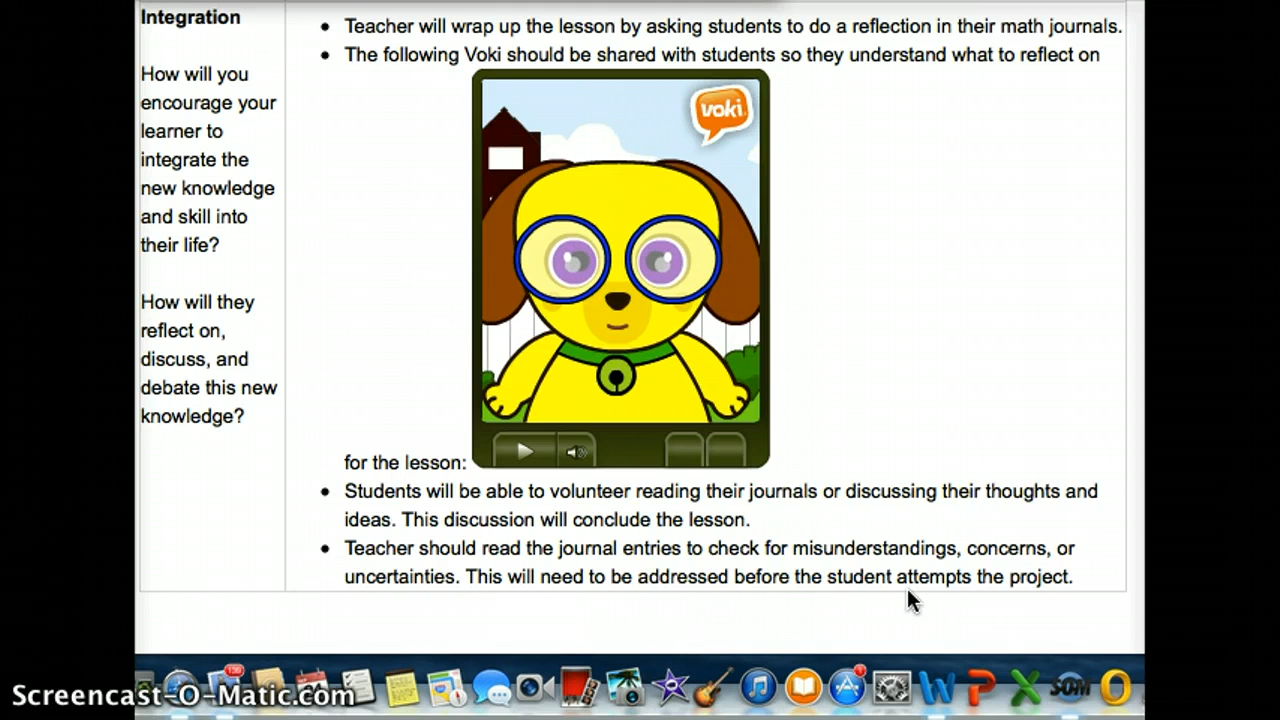 Integration
How will you
encourage your
learner to
integrate the
new knowledge
and skill into
their life?
How will they
reflect on,
discuss, and
debate this new
knowledge?
Teacher will wrap up the lesson by asking students to do a reflection in their math journals.
The following Voki should be shared with students so they understand what to reflect on
voki
for the lesson:
Students will be able to volunteer reading their journals or discussing their thoughts and
ideas. This discussion will conclude the lesson.
Teacher should read the journal entries to check for misunderstandings, concerns, or
uncertainties. This will need to be addressed before the student attempts the project.
Screencast-O-Matic.com
SOM